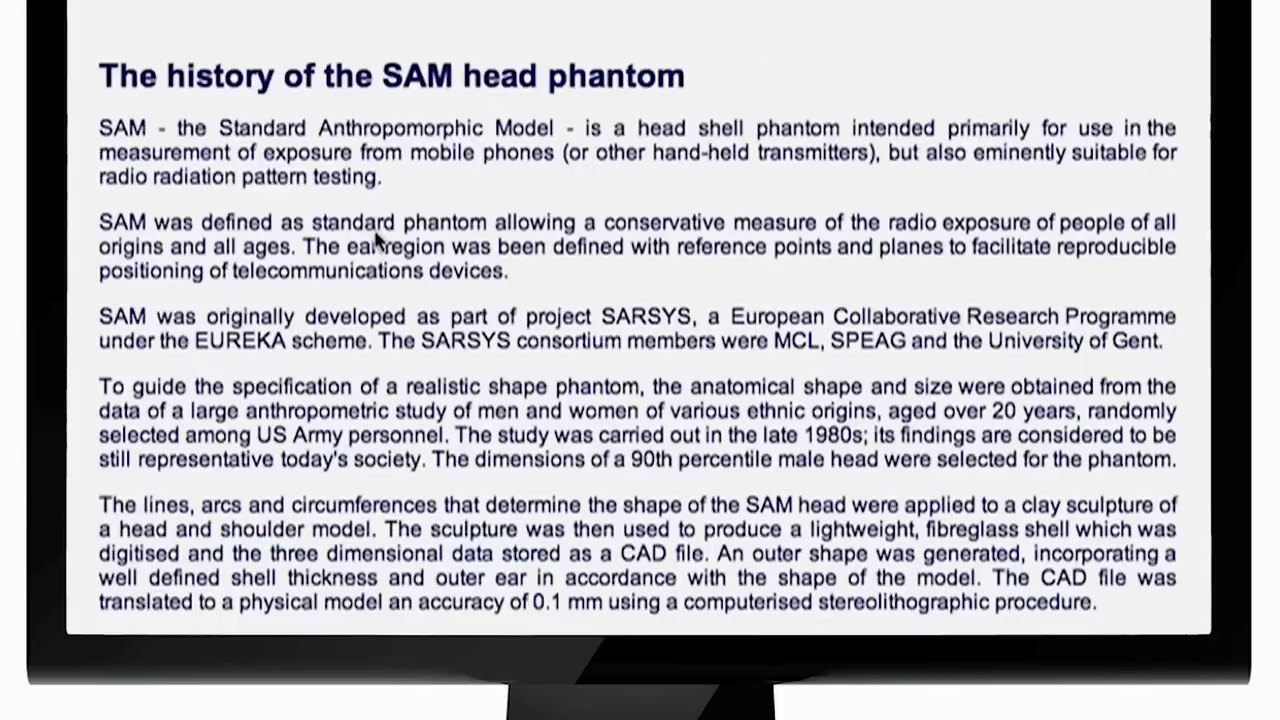 The history of the SAM head phantom
SAM - the Standard Anthropomorphic Model - is a head shell phantom intended primarily for use in the
measurement of exposure from mobile phones (or other hand-held transmitters), but also eminently suitable for
radio radiation pattern testing.
SAM was defined as standard phantom allowing a conservative measure of the radio exposure of people of all
origins and all ages. The ear region was been defined with reference points and planes to facilitate reproducible
positioning of telecommunications devices.
SAM was originally developed as part of project SARSYS, a European Collaborative Research Programme
under the EUREKA scheme. The SARSYS consortium members were MCL, SPEAG and the University of Gent.
To guide the specification of a realistic shape phantom, the anatomical shape and size were obtained from the
data of a large anthropometric study of men and women of various ethnic origins, aged over 20 years, randomly
selected among US Army personnel. The study was carried out in the late 1980s; its findings are considered to be
still representative today's society. The dimensions of a 90th percentile male head were selected for the phantom.
The lines, arcs and circumferences that determine the shape of the SAM head were applied to a clay sculpture of
a head and shoulder model. The sculpture was then used to produce a lightweight, fibreglass shell which was
digitised and the three dimensional data stored as a CAD file. An outer shape was generated, incorporating a
well defined shell thickness and outer ear in accordance with the shape of the model. The CAD file was
translated to a physical model an accuracy of 0.1 mm using a computerised stereolithographic procedure.